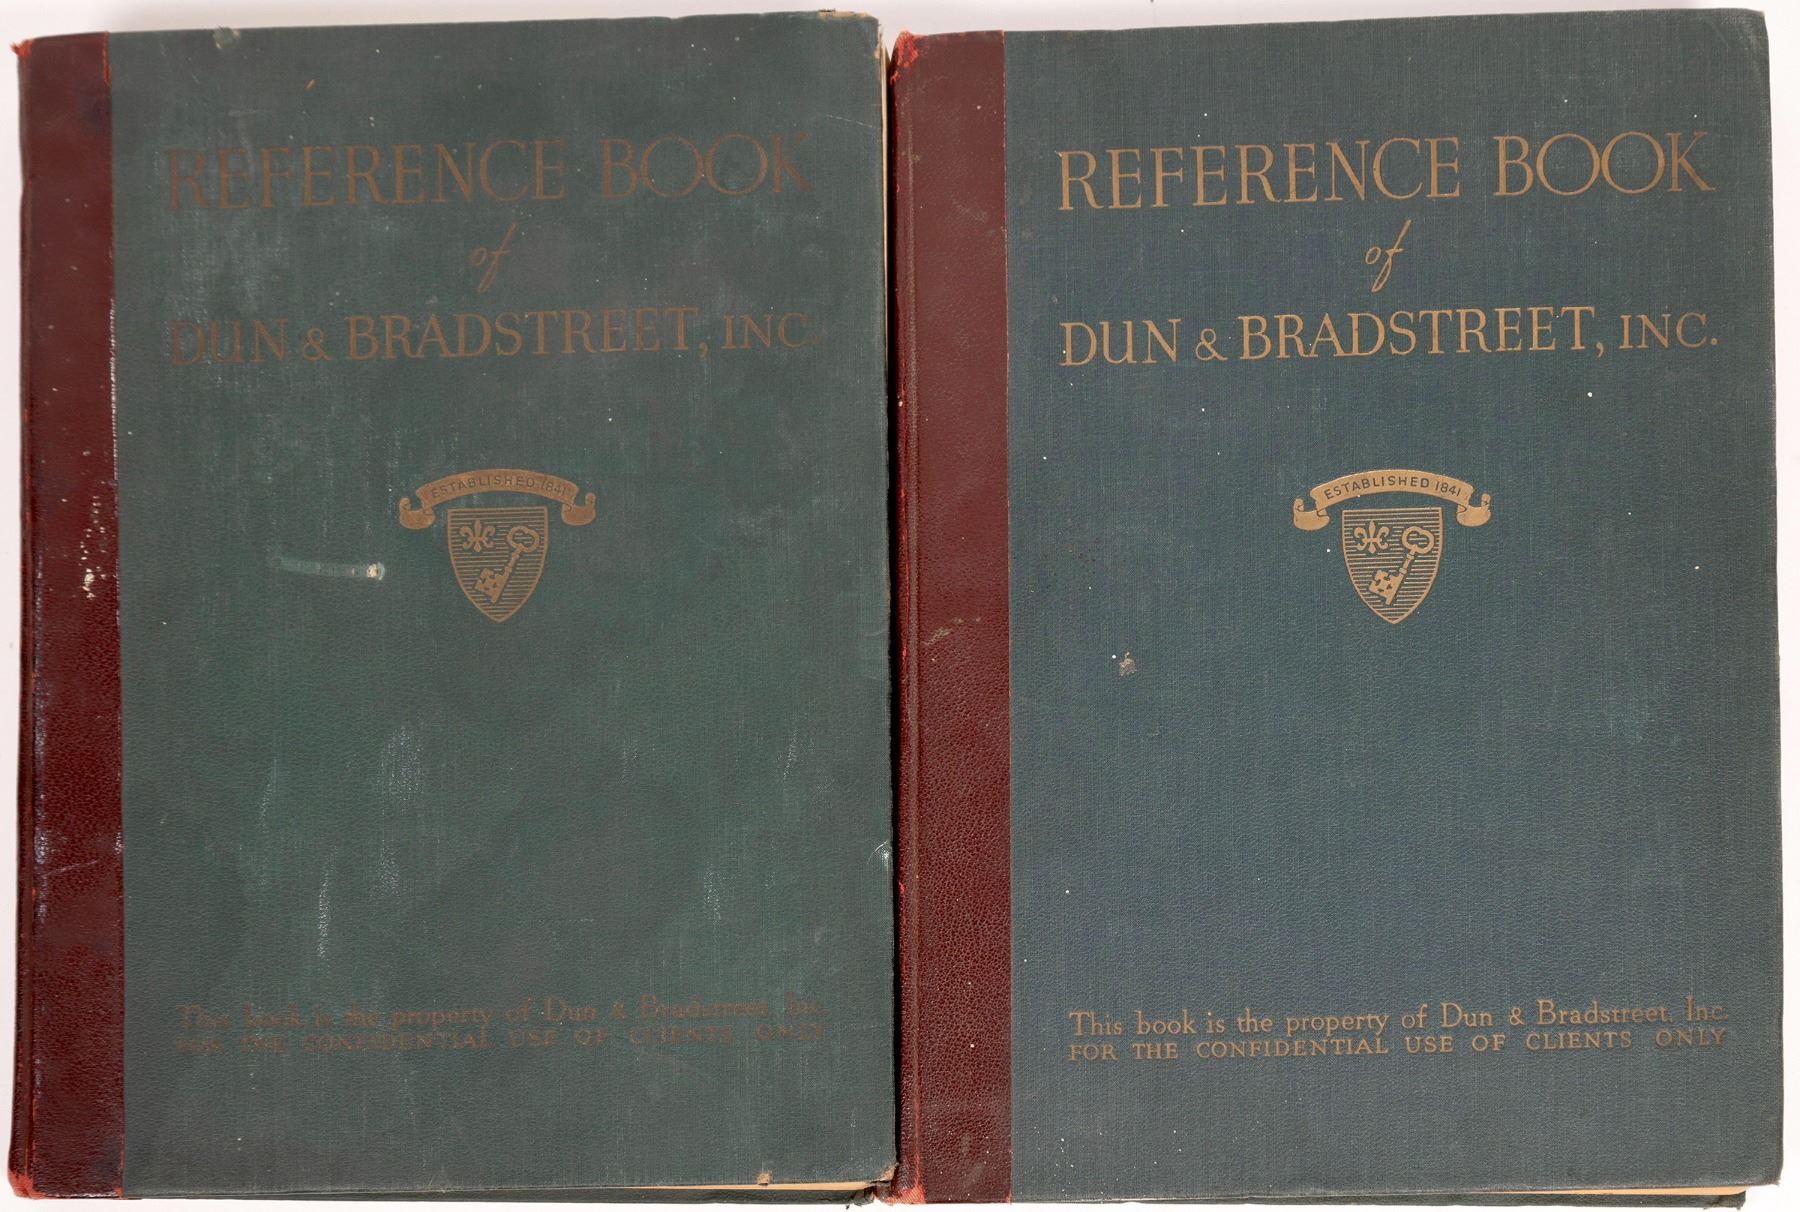 REFERENCE BOOK
of
DUN & BRADSTREET, INC.
ESTABLISHED 1841
This book is the property of Dun & Bradstreet, Inc.
FOR THE CONFIDENTIAL USE OF CLIENTS ONLY
REFERENCE BOOK
of
DUN & BRADSTREET, INC.
ESTABLISHED 1841
This book is the property of Dun & Bradstreet, Inc.
FOR THE CONFIDENTIAL USE OF CLIENTS ONLY